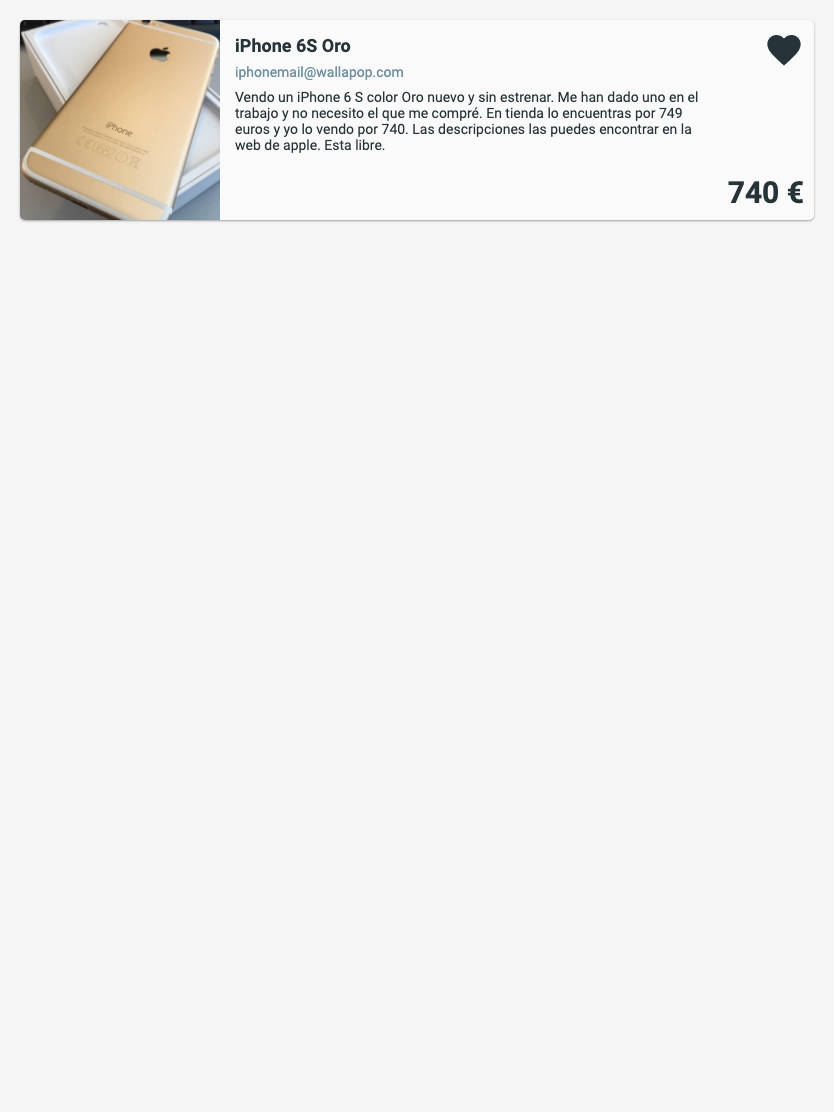 iPhone 6S Oro
iphonemail@wallapop.com
Vendo un iPhone 6 S color Oro nuevo y sin estrenar. Me han dado uno en el
trabajo y no necesito el que me compré. En tienda lo encuentras por 749
euros y yo lo vendo por 740. Las descripciones las puedes encontrar en la
web de apple. Esta libre.
740 €
iPhone